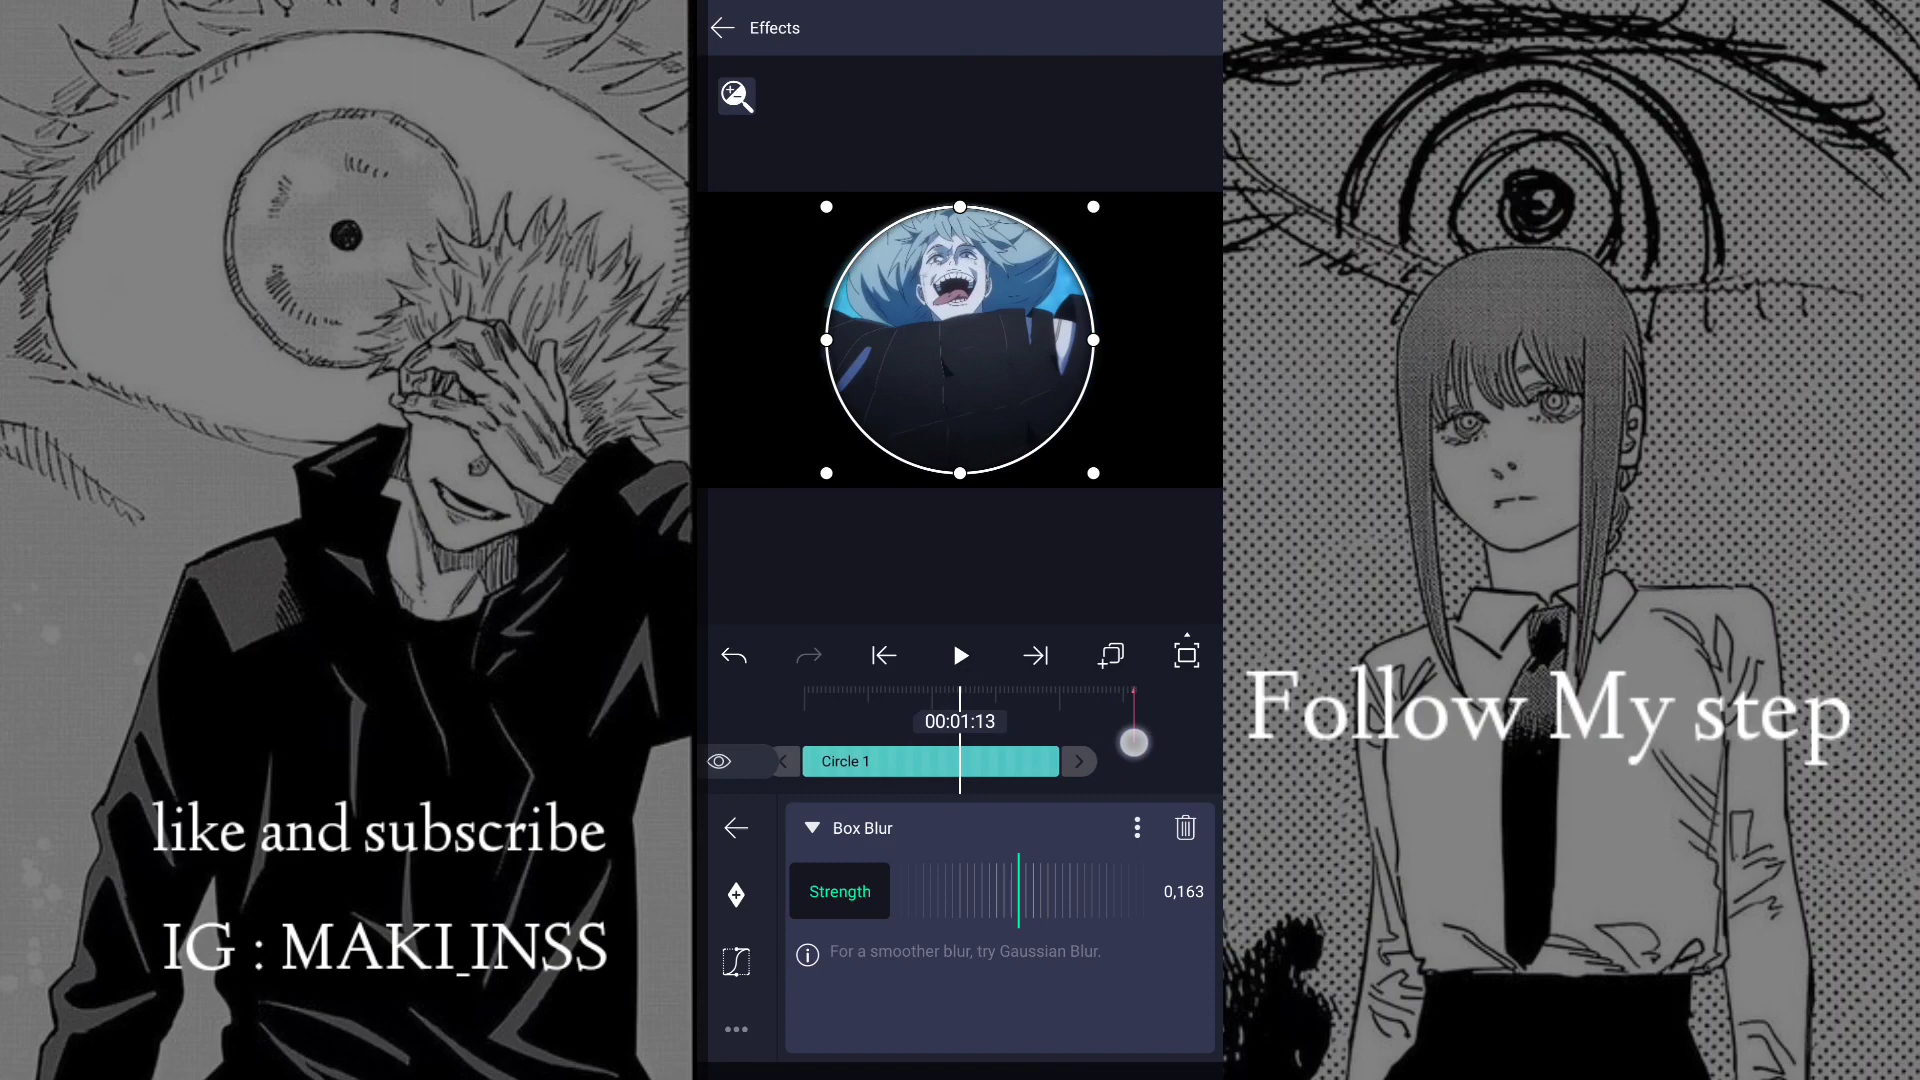 Effects
00:01:13
Circle 1
Box Blur
Strength
0,163
For a smoother blur, try Gaussian Blur.
like and subscribe
IG : MAKI_INSS
Follow My step